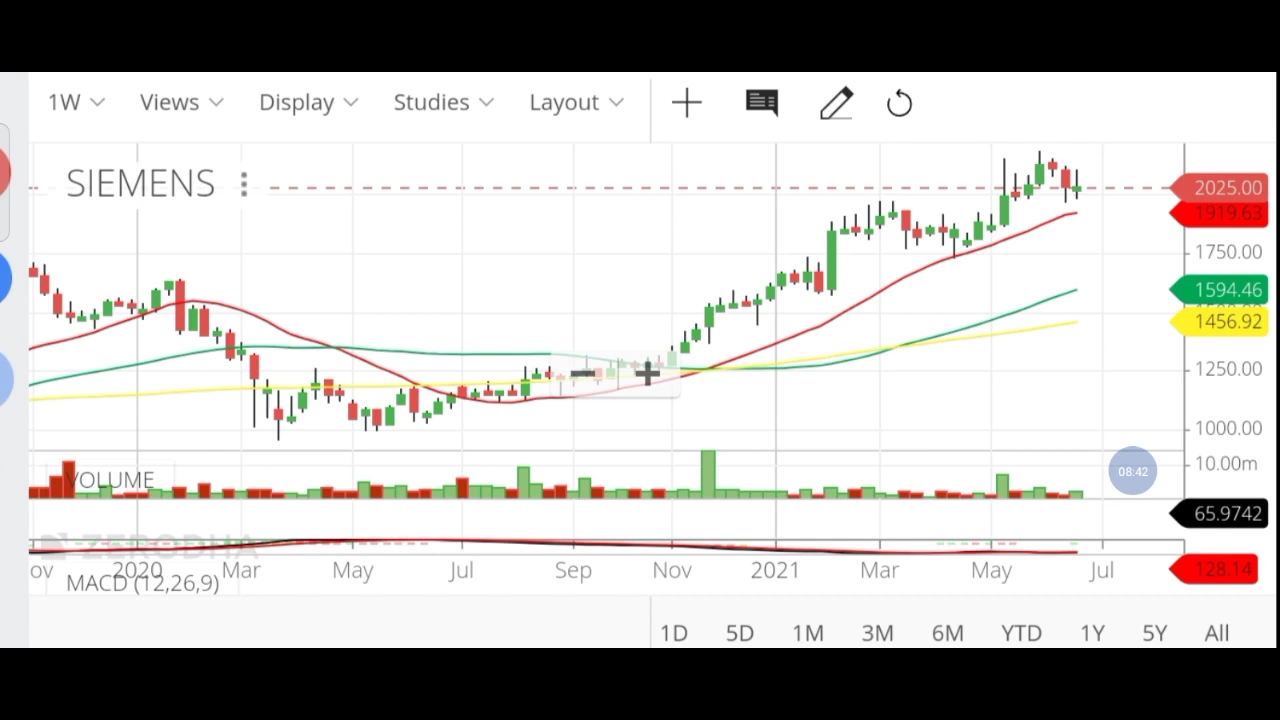 1W Views Display Studies Layout
SIEMENS
2025.00
1919.63
1750.00
1594.46
1456.92
1250.00
1000.00
VOLUME
10.00m
08:42
65.9742
ZERODHA
ov 2020 Mar May Jul Sep Nov 2021 Mar May Jul
128.14
MACD (12,26,9)
1D 5D 1M 3M 6M YTD 1Y 5Y All